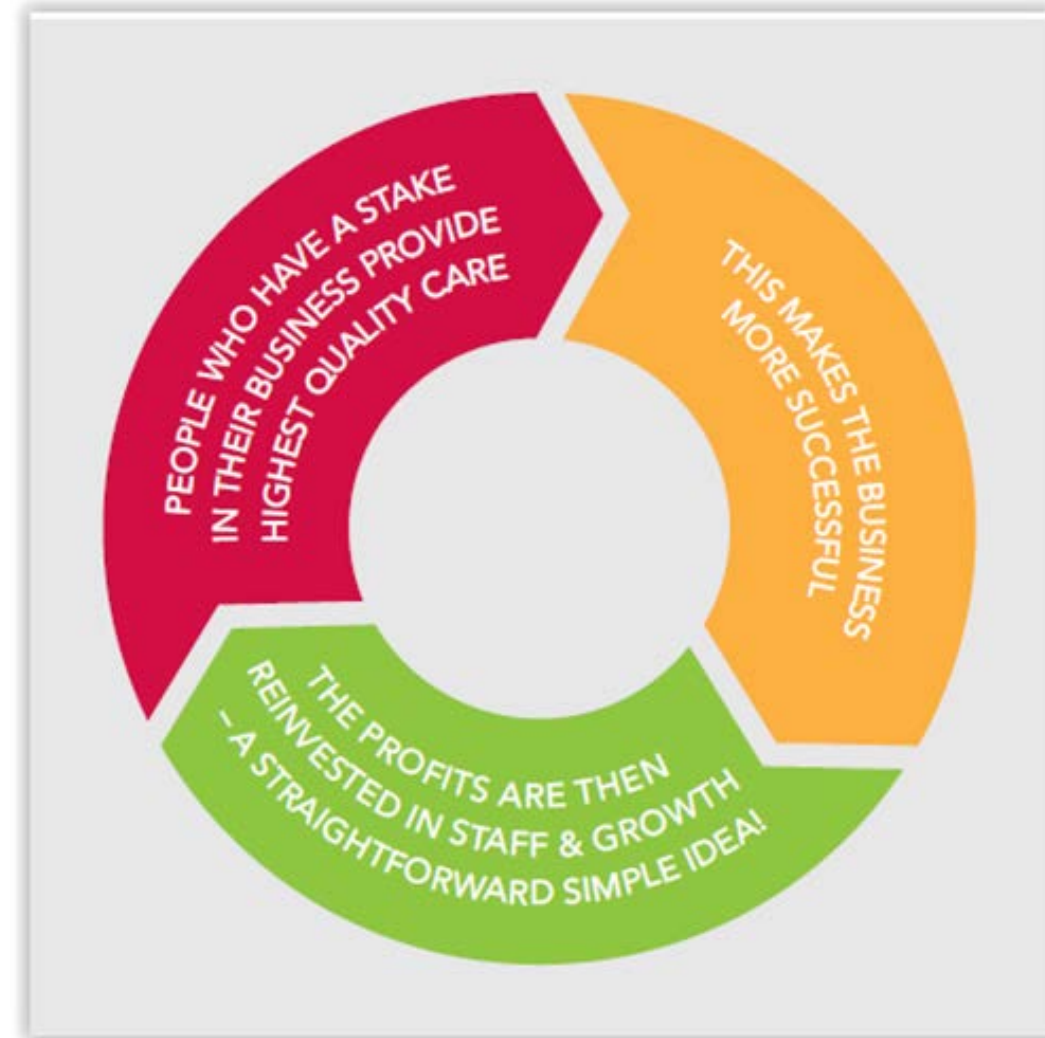 PEOPLE WHO HAVE A STAKE
IN THEIR BUSINESS PROVIDE
HIGHEST QUALITY CARE
THIS MAKES THE BUSINESS
MORE SUCCESSFUL
THE PROFITS ARE THEN
REINVESTED IN STAFF & GROWTH
– A STRAIGHTFORWARD SIMPLE IDEA!